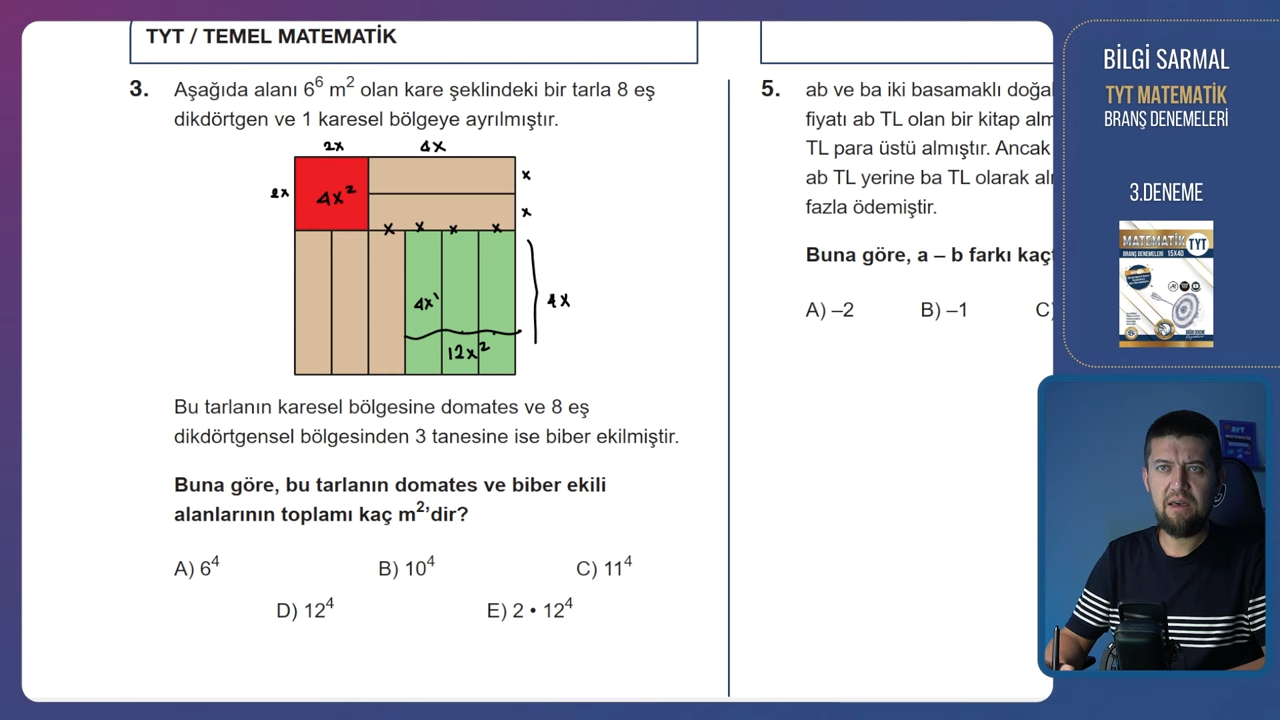 TYT / TEMEL MATEMATİK
3. Aşağıda alanı 6⁶ m² olan kare şeklindeki bir tarla 8 eş
dikdörtgen ve 1 karesel bölgeye ayrılmıştır.
2x 4x
2x 4x² x
x
x x x x
4x¹ 4x
12x²
Bu tarlanın karesel bölgesine domates ve 8 eş
dikdörtgensel bölgesinden 3 tanesine ise biber ekilmiştir.
Buna göre, bu tarlanın domates ve biber ekili
alanlarının toplamı kaç m²’dir?
A) 6⁴ B) 10⁴ C) 11⁴
D) 12⁴ E) 2 • 12⁴
5. ab ve ba iki basamaklı doğa
fiyatı ab TL olan bir kitap alm
TL para üstü almıştır. Ancak
ab TL yerine ba TL olarak al
fazla ödemiştir.
Buna göre, a – b farkı kaç
A) –2 B) –1 C)
BİLGİ SARMAL
TYT MATEMATİK
BRANŞ DENEMELERİ
3.DENEME
MATEMATİK TYT
BRANŞ DENEMELERİ 15X40